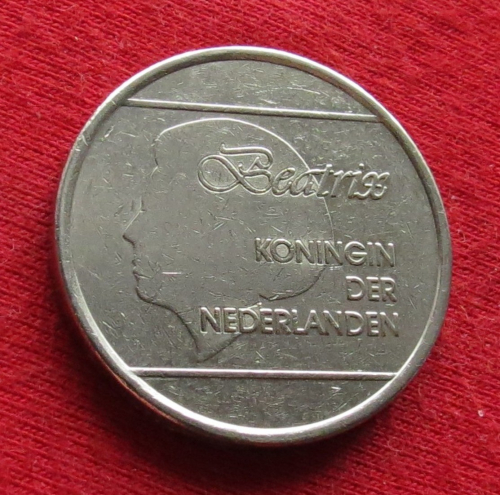 Beatrix
KONINGIN
DER
NEDERLANDEN